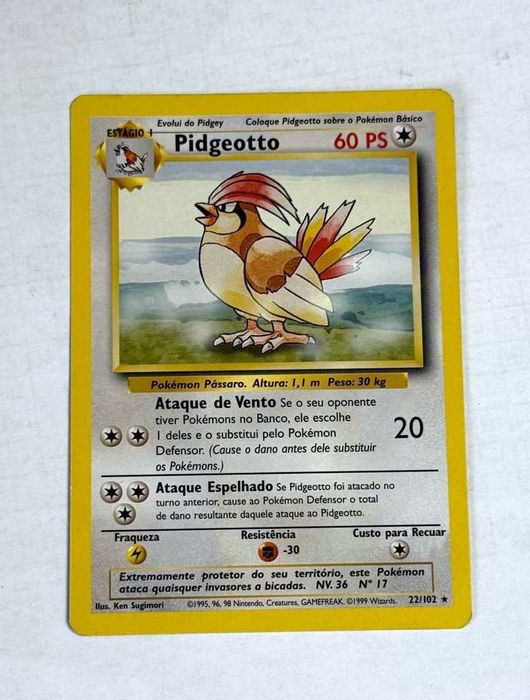 Evolui do Pidgey Coloque Pidgeotto sobre o Pokémon Básico
ESTÁGIO 1
Pidgeotto 60 PS
Pokémon Pássaro. Altura: 1,1 m Peso: 30 kg
Ataque de Vento Se o seu oponente
tiver Pokémons no Banco, ele escolhe
1 deles e o substitui pelo Pokémon 20
Defensor. (Cause o dano antes dele substituir
os Pokémons.)
Ataque Espelhado Se Pidgeotto foi atacado no
turno anterior, cause ao Pokémon Defensor o total
de dano resultante daquele ataque ao Pidgeotto.
Fraqueza Resistência Custo para Recuar
-30
Extremamente protetor do seu território, este Pokémon
ataca quaisquer invasores a bicadas. NV. 36 Nº 17
Ilus. Ken Sugimori ©1995, 96, 98 Nintendo, Creatures, GAMEFREAK. ©1999 Wizards. 22/102 ★